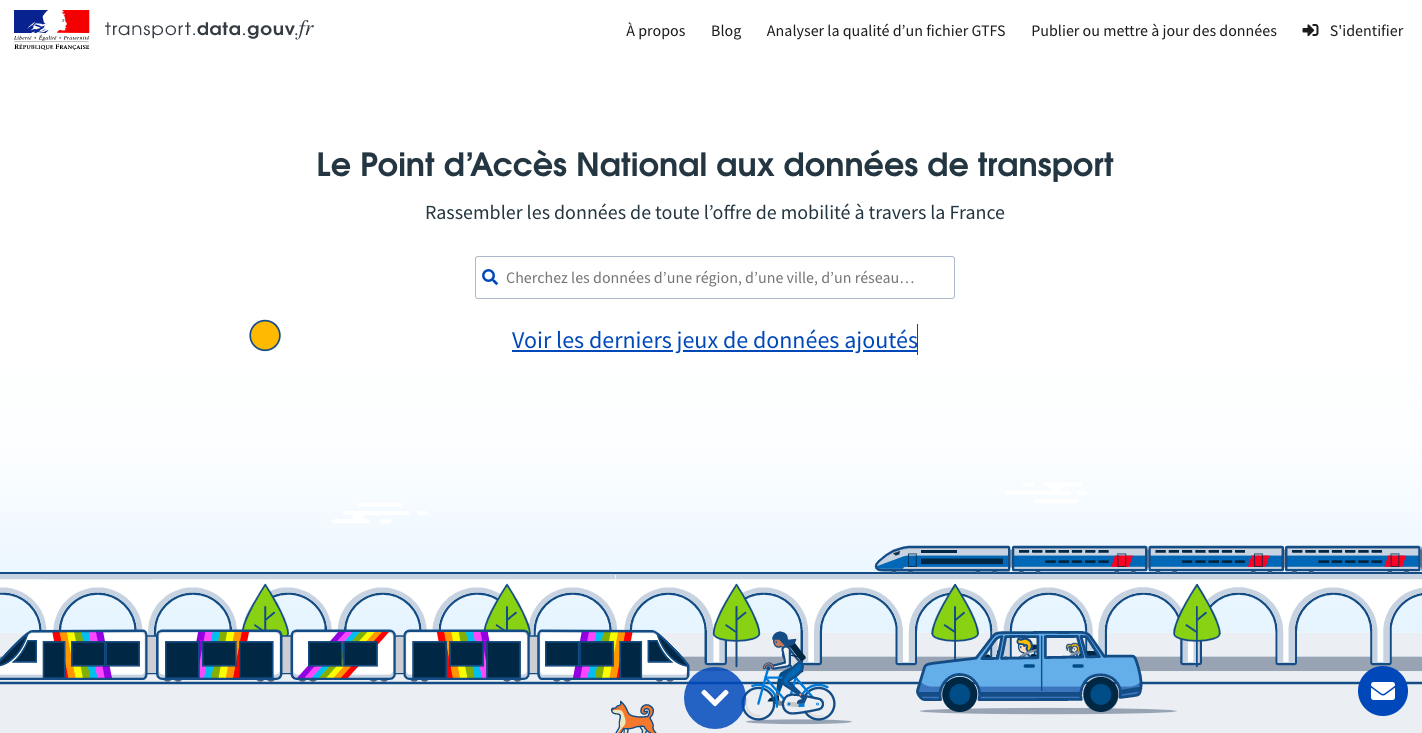 Liberté • Égalité • Fraternité
RÉPUBLIQUE FRANÇAISE
transport.data.gouv.fr
À propos
Blog
Analyser la qualité d’un fichier GTFS
Publier ou mettre à jour des données
S'identifier
Le Point d’Accès National aux données de transport
Rassembler les données de toute l’offre de mobilité à travers la France
Cherchez les données d’une région, d’une ville, d’un réseau…
Voir les derniers jeux de données ajoutés